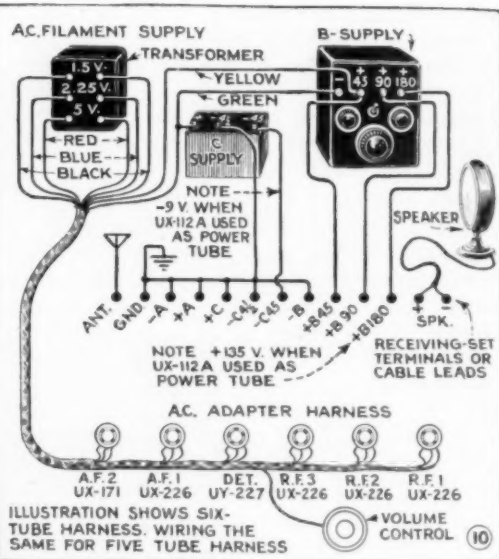 A.C. FILAMENT SUPPLY
TRANSFORMER
1.5 V.
2.25 V.
5 V.
RED
BLUE
BLACK
YELLOW
GREEN
B-SUPPLY
- + + +
45 90 180
C
SUPPLY
NOTE
-9 V. WHEN
UX-112 A USED
AS POWER
TUBE
SPEAKER
ANT.
GND.
-A
+A
+C
-C4½
-C45
-B
+B45
+B 90
+B180
+ -
SPK.
RECEIVING-SET
TERMINALS OR
CABLE LEADS
NOTE +135 V. WHEN
UX-112A USED AS
POWER TUBE
A.C. ADAPTER HARNESS
A.F.2
UX-171
A.F.1
UX-226
DET.
UY-227
R.F.3
UX-226
R.F.2
UX-226
R.F.1
UX-226
ILLUSTRATION SHOWS SIX-
TUBE HARNESS. WIRING THE
SAME FOR FIVE TUBE HARNESS
VOLUME
CONTROL
10